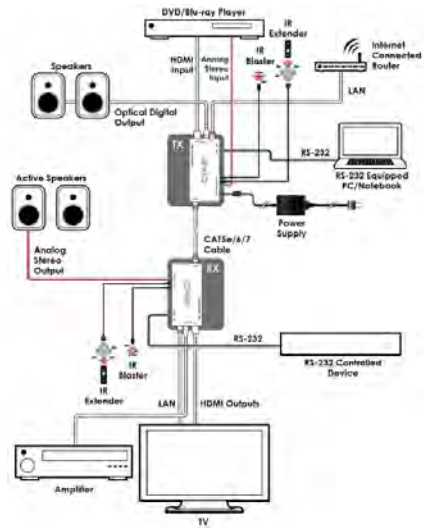 DVD/Blu-ray Player
Speakers
HDMI
Input
Analog
Stereo
Input
IR
Blaster
IR
Extender
Internet
Connected
Router
LAN
Optical Digital
Output
TX
RS-232
RS-232 Equipped
PC/Notebook
Active Speakers
Power
Supply
CAT5e/6/7
Cable
Analog
Stereo
Output
RX
RS-232
RS-232 Controlled
Device
IR
Extender
IR
Blaster
LAN
HDMI Outputs
Amplifier
TV